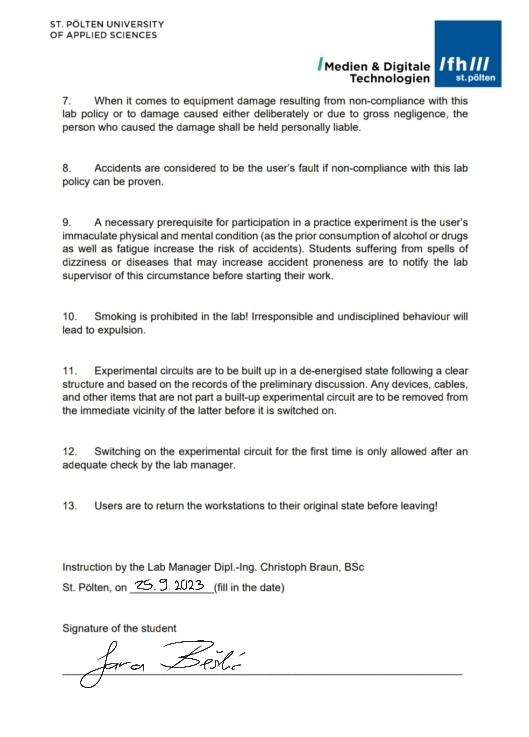 ST. PÖLTEN UNIVERSITY
OF APPLIED SCIENCES
/Medien & Digitale
Technologien
/fh///
st.pölten
7. When it comes to equipment damage resulting from non-compliance with this
lab policy or to damage caused either deliberately or due to gross negligence, the
person who caused the damage shall be held personally liable.
8. Accidents are considered to be the user's fault if non-compliance with this lab
policy can be proven.
9. A necessary prerequisite for participation in a practice experiment is the user's
immaculate physical and mental condition (as the prior consumption of alcohol or drugs
as well as fatigue increase the risk of accidents). Students suffering from spells of
dizziness or diseases that may increase accident proneness are to notify the lab
supervisor of this circumstance before starting their work.
10. Smoking is prohibited in the lab! Irresponsible and undisciplined behaviour will
lead to expulsion.
11. Experimental circuits are to be built up in a de-energised state following a clear
structure and based on the records of the preliminary discussion. Any devices, cables,
and other items that are not part a built-up experimental circuit are to be removed from
the immediate vicinity of the latter before it is switched on.
12. Switching on the experimental circuit for the first time is only allowed after an
adequate check by the lab manager.
13. Users are to return the workstations to their original state before leaving!
Instruction by the Lab Manager Dipl.-Ing. Christoph Braun, BSc
St. Pölten, on 25.9.2023 (fill in the date)
Signature of the student